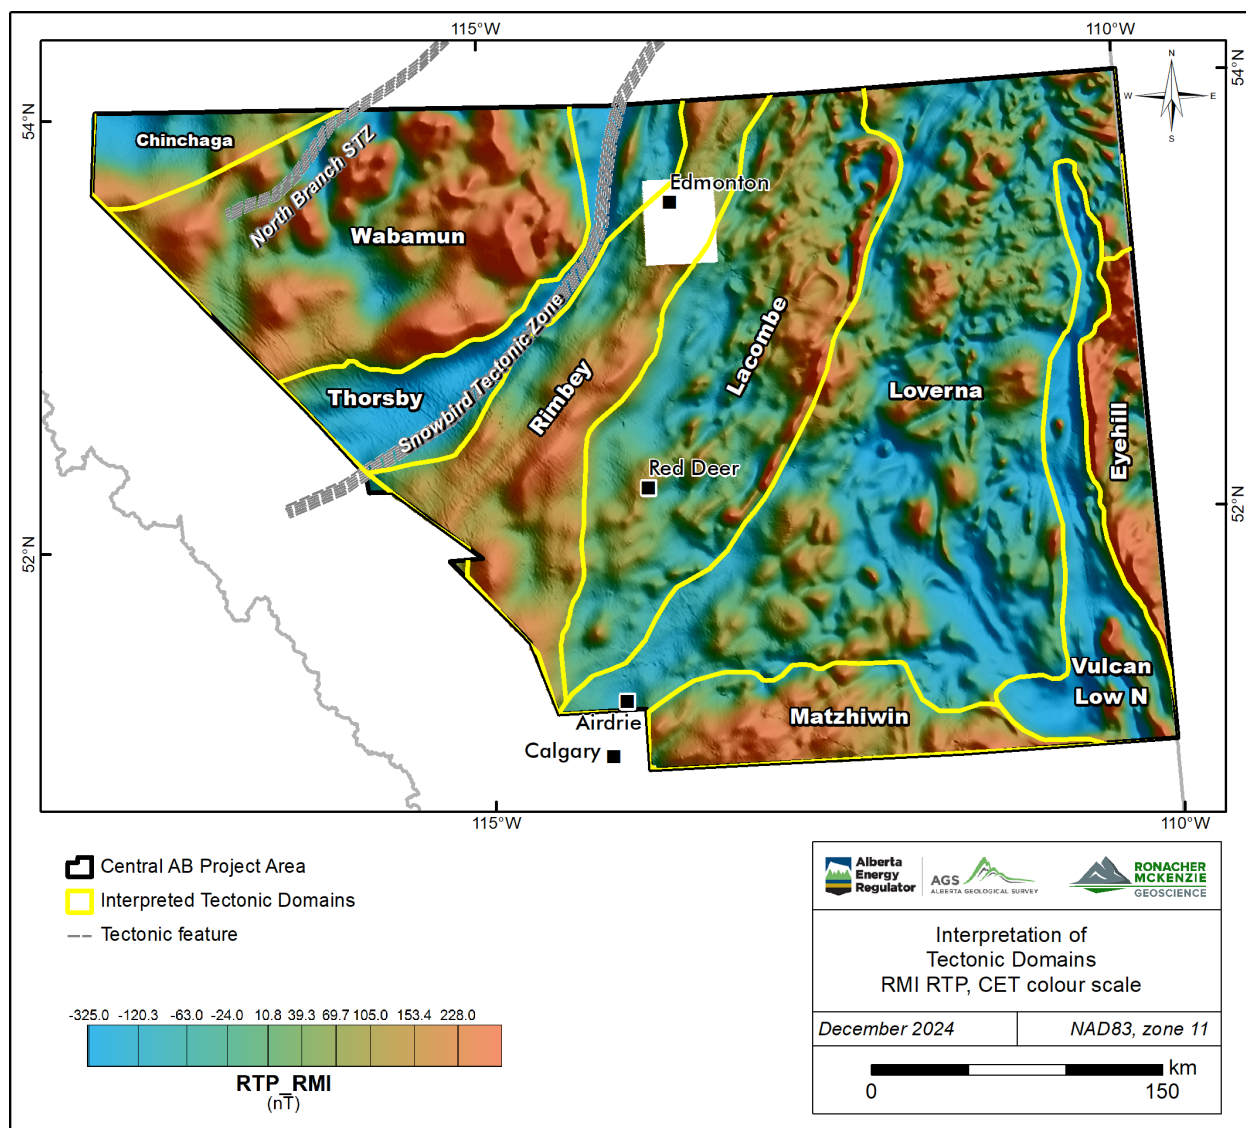 115°W
110°W
54°N
54°N
N
W
E
S
Chinchaga
North Branch STZ
Edmonton
Wabamun
Snowbird Tectonic Zone
Lacombe
Thorsby
Rimbey
Loverna
Eyehill
Red Deer
52°N
52°N
Vulcan
Low N
Matzhiwin
Airdrie
Calgary
115°W
110°W
Central AB Project Area
Interpreted Tectonic Domains
Tectonic feature
-325.0 -120.3 -63.0 -24.0 10.8 39.3 69.7 105.0 153.4 228.0
RTP_RMI
(nT)
Alberta
Energy
Regulator
AGS
ALBERTA GEOLOGICAL SURVEY
RONACHER
MCKENZIE
GEOSCIENCE
Interpretation of
Tectonic Domains
RMI RTP, CET colour scale
December 2024
NAD83, zone 11
km
0 150